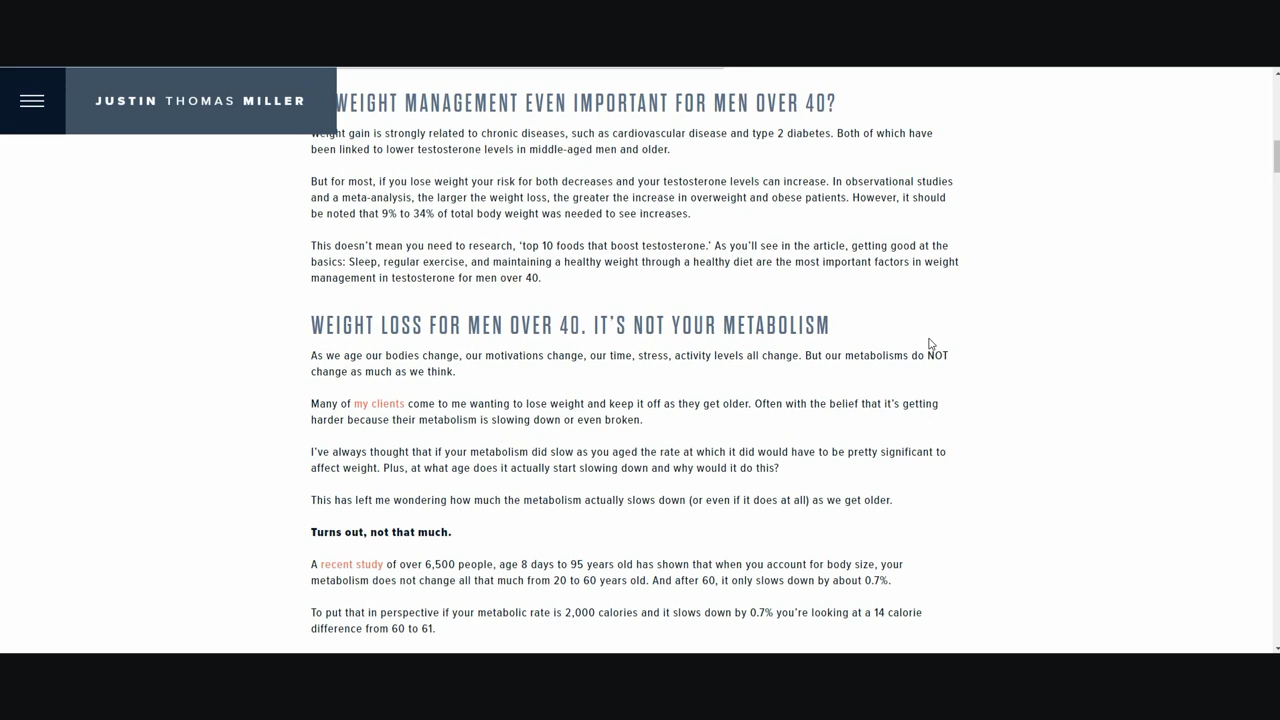 JUSTIN THOMAS MILLER
WEIGHT MANAGEMENT EVEN IMPORTANT FOR MEN OVER 40?
Weight gain is strongly related to chronic diseases, such as cardiovascular disease and type 2 diabetes. Both of which have
been linked to lower testosterone levels in middle-aged men and older.
But for most, if you lose weight your risk for both decreases and your testosterone levels can increase. In observational studies
and a meta-analysis, the larger the weight loss, the greater the increase in overweight and obese patients. However, it should
be noted that 9% to 34% of total body weight was needed to see increases.
This doesn't mean you need to research, ‘top 10 foods that boost testosterone.’ As you'll see in the article, getting good at the
basics: Sleep, regular exercise, and maintaining a healthy weight through a healthy diet are the most important factors in weight
management in testosterone for men over 40.
WEIGHT LOSS FOR MEN OVER 40. IT'S NOT YOUR METABOLISM
As we age our bodies change, our motivations change, our time, stress, activity levels all change. But our metabolisms do NOT
change as much as we think.
Many of my clients come to me wanting to lose weight and keep it off as they get older. Often with the belief that it's getting
harder because their metabolism is slowing down or even broken.
I've always thought that if your metabolism did slow as you aged the rate at which it did would have to be pretty significant to
affect weight. Plus, at what age does it actually start slowing down and why would it do this?
This has left me wondering how much the metabolism actually slows down (or even if it does at all) as we get older.
Turns out, not that much.
A recent study of over 6,500 people, age 8 days to 95 years old has shown that when you account for body size, your
metabolism does not change all that much from 20 to 60 years old. And after 60, it only slows down by about 0.7%.
To put that in perspective if your metabolic rate is 2,000 calories and it slows down by 0.7% you're looking at a 14 calorie
difference from 60 to 61.